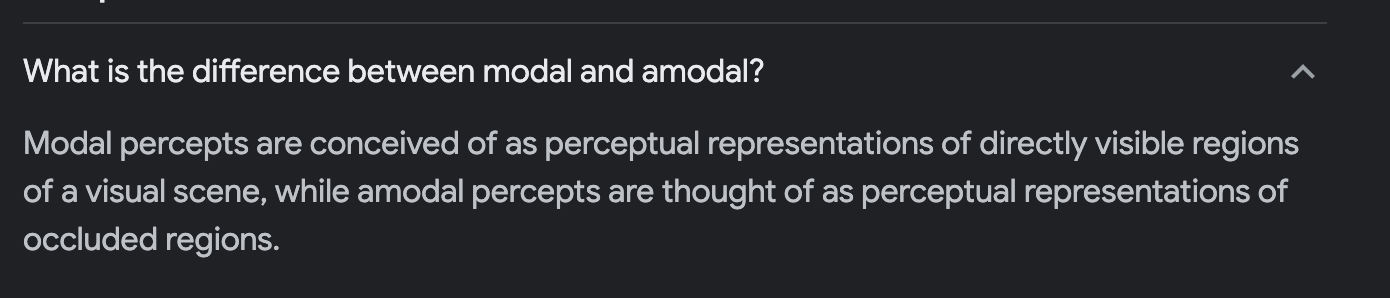 What is the difference between modal and amodal?
Modal percepts are conceived of as perceptual representations of directly visible regions
of a visual scene, while amodal percepts are thought of as perceptual representations of
occluded regions.